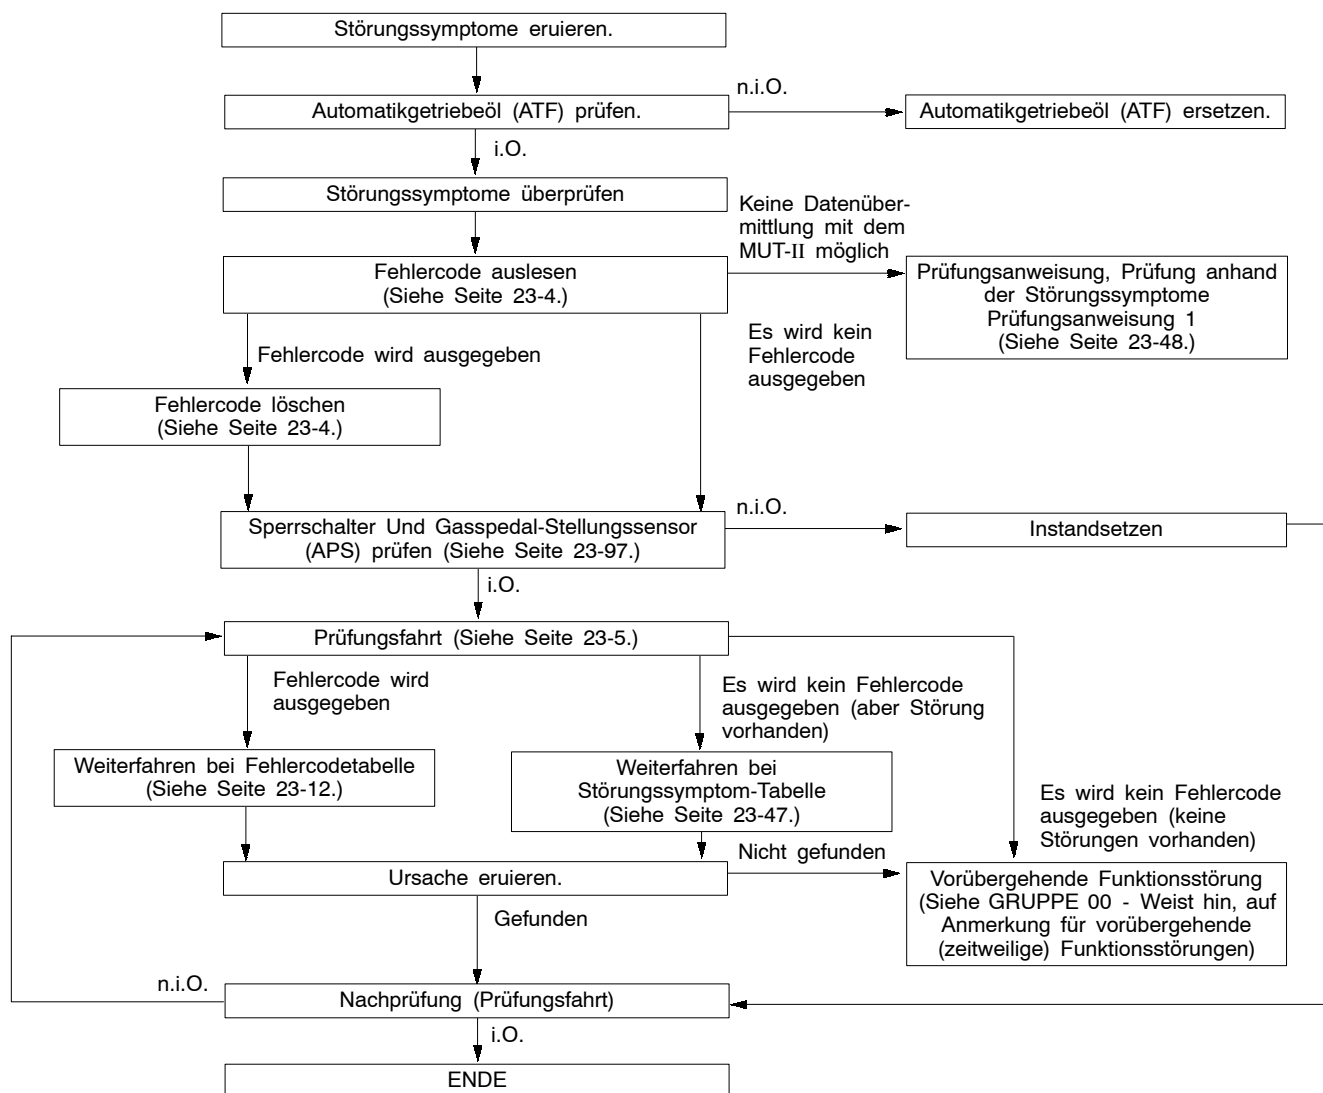 Störungssymptome eruieren.
n.i.O.
Automatikgetriebeöl (ATF) prüfen.
Automatikgetriebeöl (ATF) ersetzen.
i.O.
Störungssymptome überprüfen
Keine Datenüber-
mittlung mit dem
MUT-II möglich
Fehlercode auslesen
(Siehe Seite 23-4.)
Prüfungsanweisung, Prüfung anhand
der Störungssymptome
Prüfungsanweisung 1
(Siehe Seite 23-48.)
Fehlercode wird ausgegeben
Es wird kein
Fehlercode
ausgegeben
Fehlercode löschen
(Siehe Seite 23-4.)
n.i.O.
Sperrschalter Und Gasspedal-Stellungssensor
(APS) prüfen (Siehe Seite 23-97.)
Instandsetzen
i.O.
Prüfungsfahrt (Siehe Seite 23-5.)
Fehlercode wird
ausgegeben
Es wird kein Fehlercode
ausgegeben (aber Störung
vorhanden)
Weiterfahren bei Fehlercodetabelle
(Siehe Seite 23-12.)
Weiterfahren bei
Störungssymptom-Tabelle
(Siehe Seite 23-47.)
Es wird kein Fehlercode
ausgegeben (keine
Störungen vorhanden)
Nicht gefunden
Ursache eruieren.
Vorübergehende Funktionsstörung
(Siehe GRUPPE 00 - Weist hin, auf
Anmerkung für vorübergehende
(zeitweilige) Funktionsstörungen)
Gefunden
n.i.O.
Nachprüfung (Prüfungsfahrt)
i.O.
ENDE